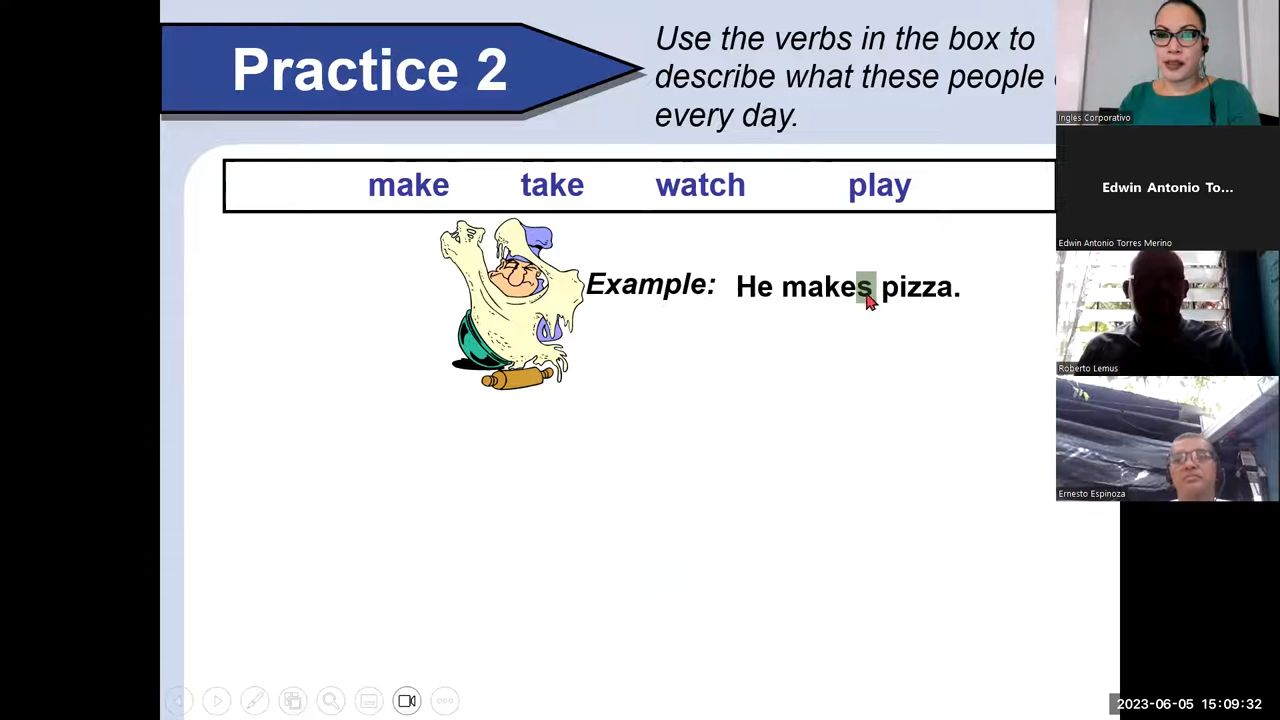 Practice 2
Use the verbs in the box to
describe what these people
every day.
make take watch play
Example: He makes pizza.
Ingles Corporativo
Edwin Antonio To...
Edwin Antonio Torres Merino
Roberto Lemus
Ernesto Espinoza
2023-06-05 15:09:32